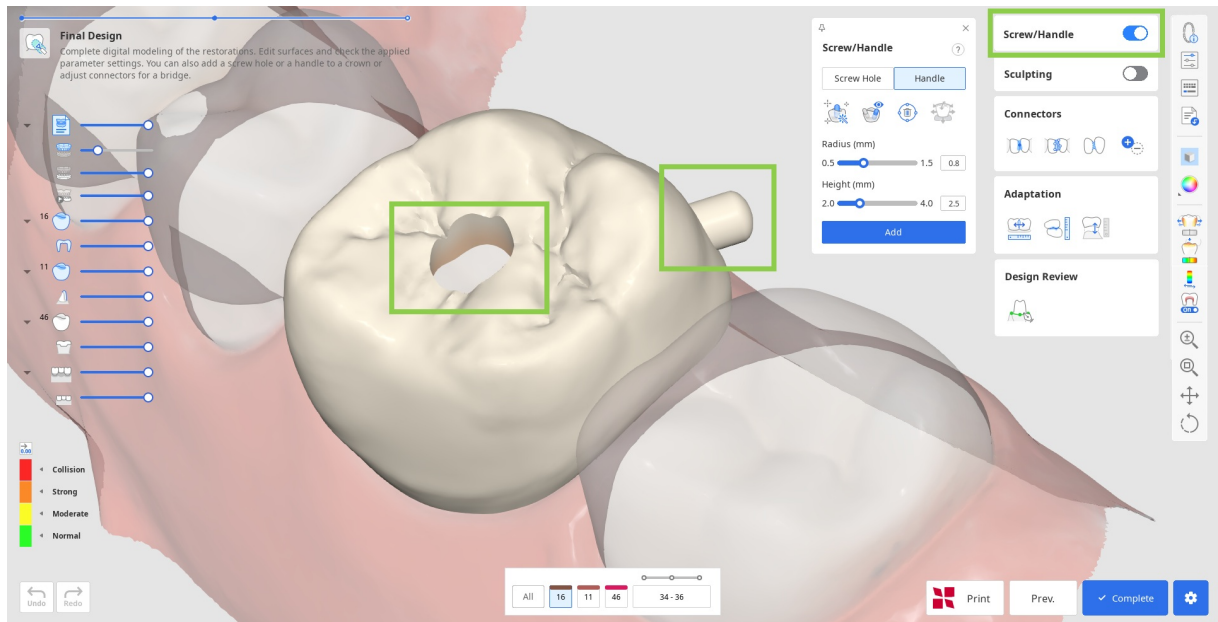 Final Design
Complete digital modeling of the restorations. Edit surfaces and check the applied
parameter settings. You can also add a screw hole or a handle to a crown or
adjust connectors for a bridge.
16
11
46
0.00
Collision
Strong
Moderate
Normal
Undo
Redo
Screw/Handle
?
Screw Hole
Handle
Radius (mm)
0.5
1.5
0.8
Height (mm)
2.0
4.0
2.5
Add
Screw/Handle
Sculpting
Connectors
Adaptation
Design Review
ON
All
16
11
46
34 - 36
Print
Prev.
Complete